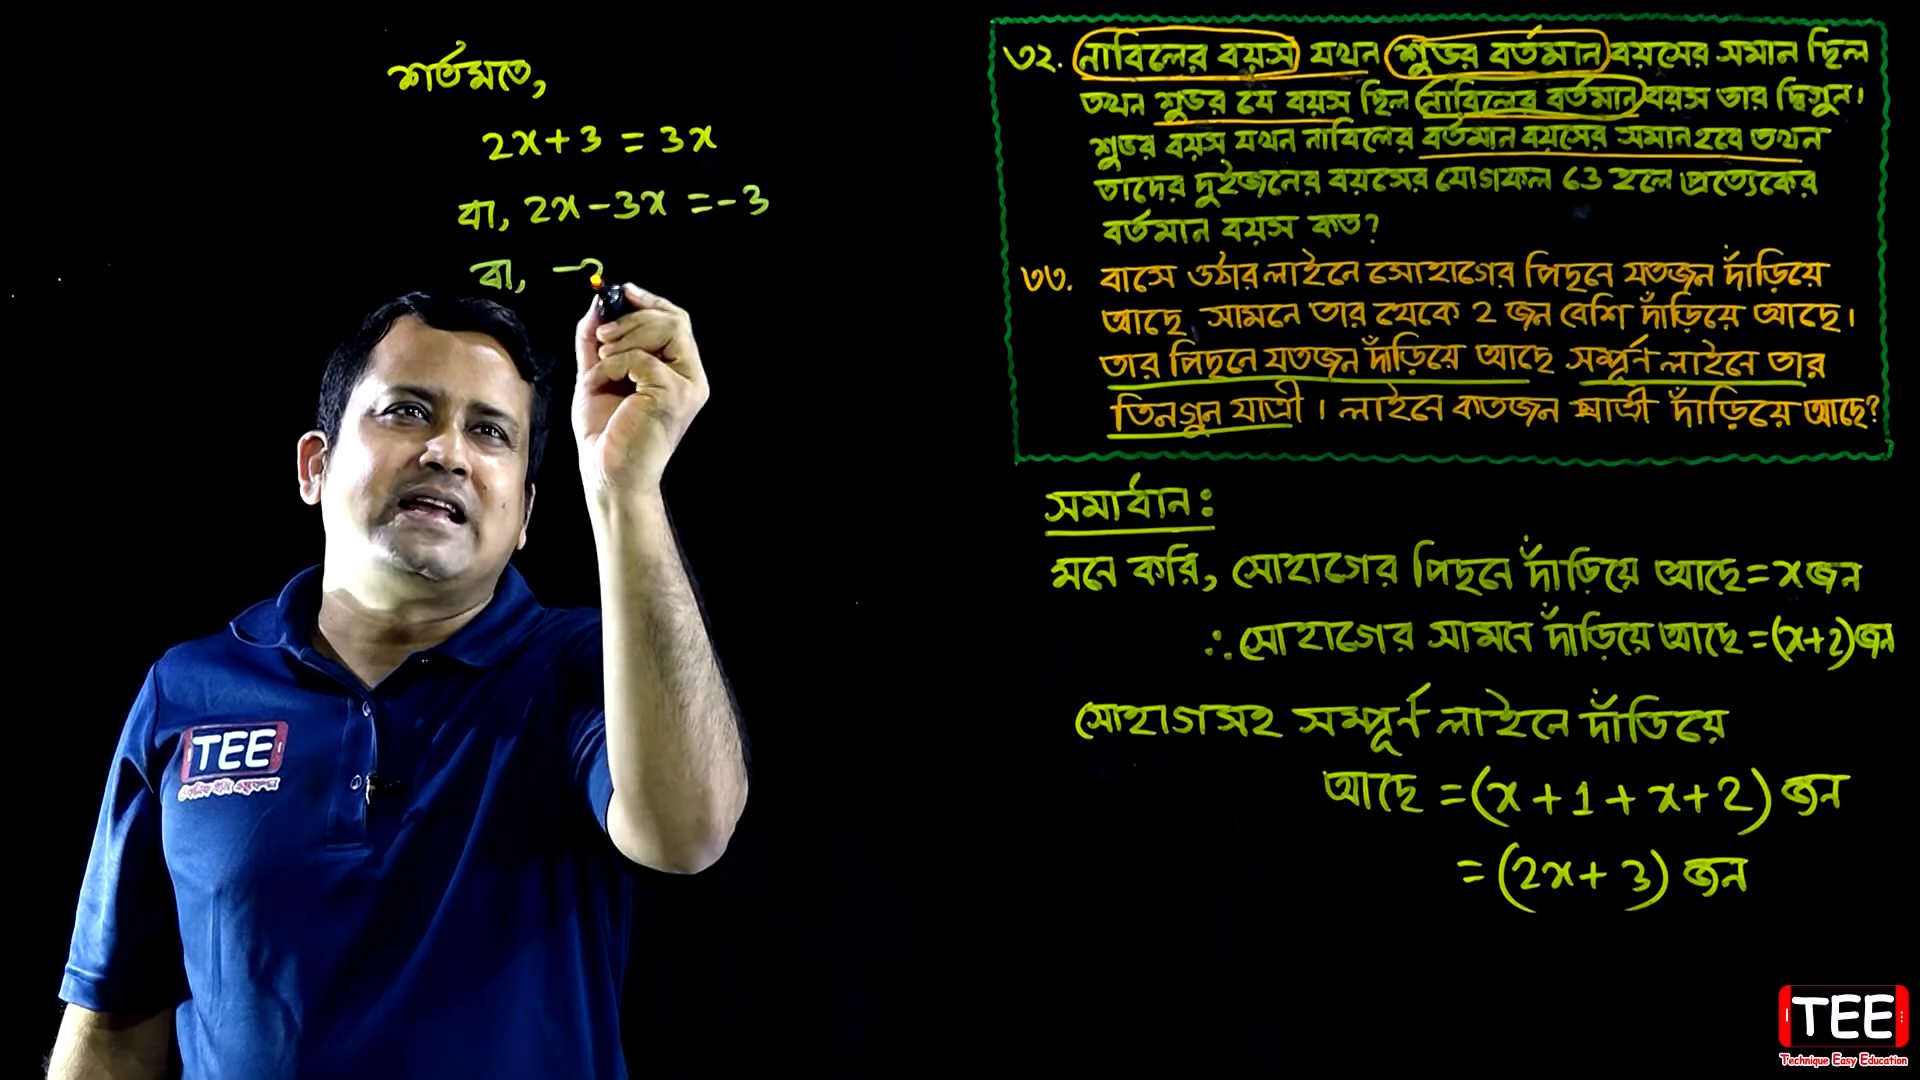 শর্তমতে,
2x+3 = 3x
বা, 2x-3x = -3
বা, -
৩২. নাবিলের বয়স যখন শুভর বর্তমান বয়সের সমান ছিল
তখন শুভর যে বয়স ছিল নাবিলের বর্তমান বয়স তার দ্বিগুন।
শুভর বয়স যখন নাবিলের বর্তমান বয়সের সমান হবে তখন
তাদের দুইজনের বয়সের যোগফল ৬৩ হলে প্রত্যেকের
বর্তমান বয়স কত?
৩৩. বাসে ওঠার লাইনে সোহাগের পিছনে যতজন দাঁড়িয়ে
আছে সামনে তার থেকে 2 জন বেশি দাঁড়িয়ে আছে।
তার পিছনে যতজন দাঁড়িয়ে আছে সম্পূর্ন লাইনে তার
তিনগুন যাত্রী। লাইনে কতজন যাত্রী দাঁড়িয়ে আছে?
সমাধান:
মনে করি, সোহাগের পিছনে দাঁড়িয়ে আছে = x জন
∴ সোহাগের সামনে দাঁড়িয়ে আছে = (x+2) জন
সোহাগসহ সম্পূর্ন লাইনে দাঁড়িয়ে
আছে = (x+1+x+2) জন
= (2x+3) জন
TEE
TEE
Technique Easy Education